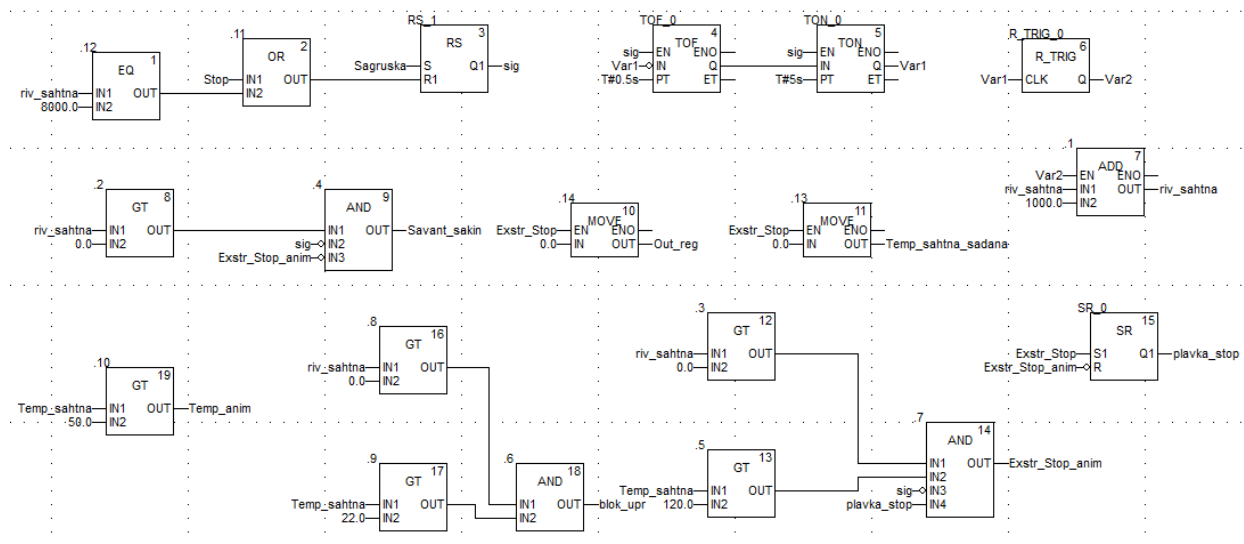 RS_1 TOF_0 TON_0 R_TRIG_0
.12 1 EQ riv_sahtna IN1 OUT 8000.0 IN2
.11 2 OR Stop IN1 OUT IN2
3 RS Sagruska S Q1 sig R1
4 TOF sig EN ENO Var1 IN Q T#0.5s PT ET
5 TON sig EN ENO IN Q Var1 T#5s PT ET
6 R_TRIG Var1 CLK Q Var2
.1 7 ADD Var2 EN ENO riv_sahtna IN1 OUT riv_sahtna 1000.0 IN2
.2 8 GT riv_sahtna IN1 OUT 0.0 IN2
.4 9 AND IN1 OUT Savant_sakin sig IN2 Exstr_Stop_anim IN3
.14 10 MOVE Exstr_Stop EN ENO 0.0 IN OUT Out_reg
.13 11 MOVE Exstr_Stop EN ENO 0.0 IN OUT Temp_sahtna_sadana
.8 16 GT riv_sahtna IN1 OUT 0.0 IN2
.3 12 GT riv_sahtna IN1 OUT 0.0 IN2
SR_0 15 SR Exstr_Stop S1 Q1 plavka_stop Exstr_Stop_anim R
.10 19 GT Temp_sahtna IN1 OUT Temp_anim 50.0 IN2
.9 17 GT Temp_sahtna IN1 OUT 22.0 IN2
.6 18 AND IN1 OUT blok_upr IN2
.5 13 GT Temp_sahtna IN1 OUT 120.0 IN2
.7 14 AND IN1 OUT Exstr_Stop_anim IN2 sig IN3 plavka_stop IN4